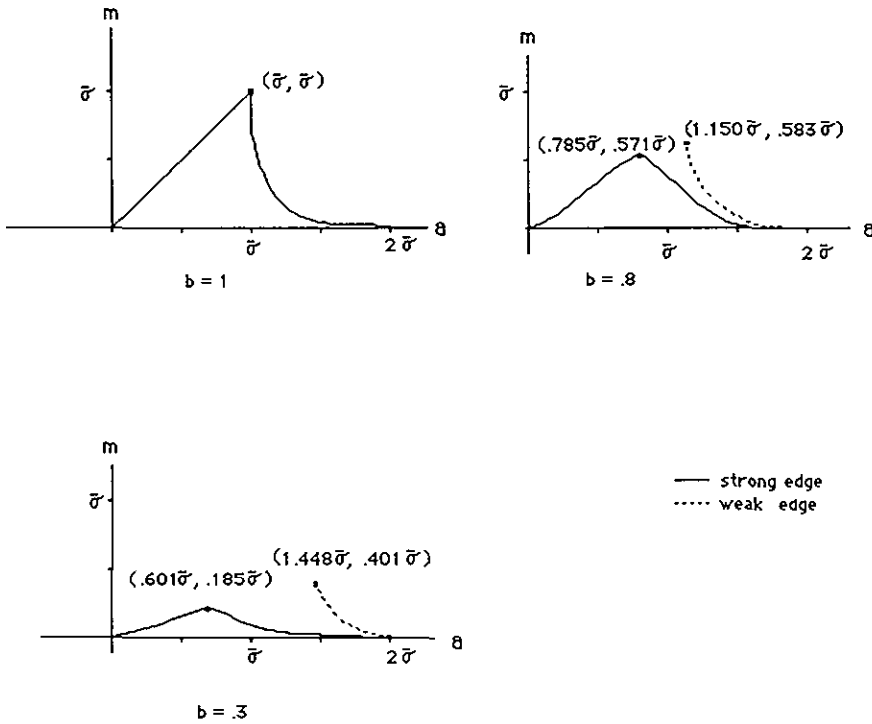 m
σ̄
(σ̄, σ̄)
a
σ̄
2σ̄
b = 1
m
σ̄
(.785σ̄, .571σ̄)
(1.150σ̄, .583σ̄)
a
σ̄
2σ̄
b = .8
m
σ̄
(.601σ̄, .185σ̄)
(1.448σ̄, .401σ̄)
a
σ̄
2σ̄
b = .3
strong edge
weak edge